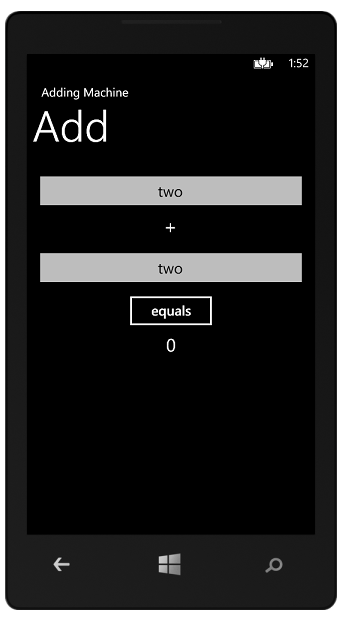 1:52
Adding Machine
Add
two
+
two
equals
0